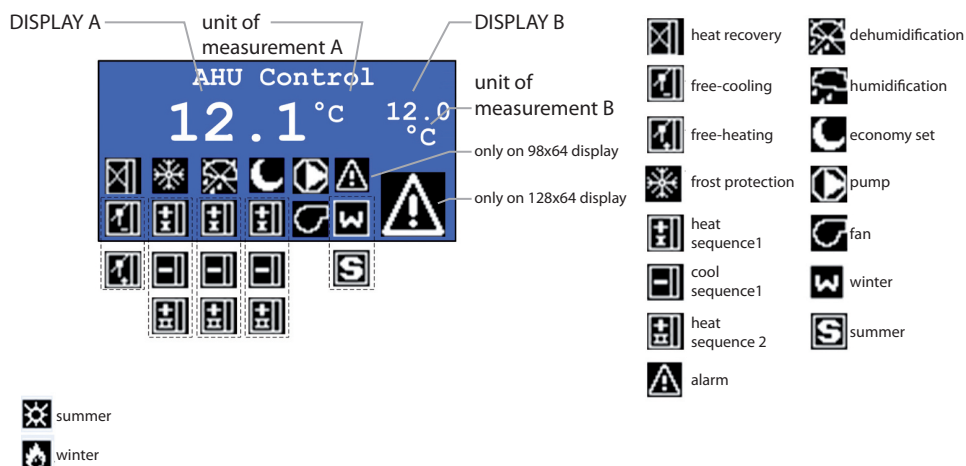 DISPLAY A
unit of
measurement A
DISPLAY B
AHU Control
12.1 °C
12.0
°C
unit of
measurement B
only on 98x64 display
only on 128x64 display
W
S
heat recovery
free-cooling
free-heating
frost protection
heat
sequence1
cool
sequence1
heat
sequence 2
alarm
dehumidification
humidification
economy set
pump
fan
W winter
S summer
summer
winter